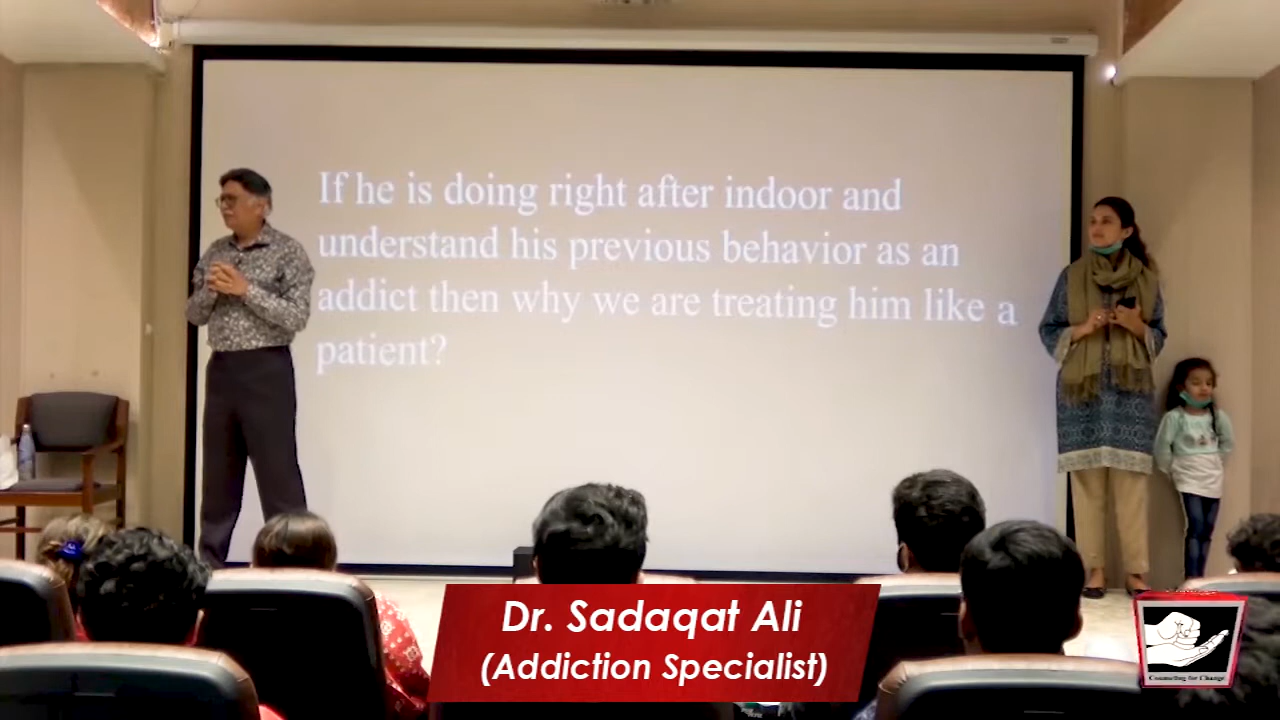 If he is doing right after indoor and
understand his previous behavior as an
addict then why we are treating him like a
patient?
Dr. Sadaqat Ali
(Addiction Specialist)
Counseling for Change